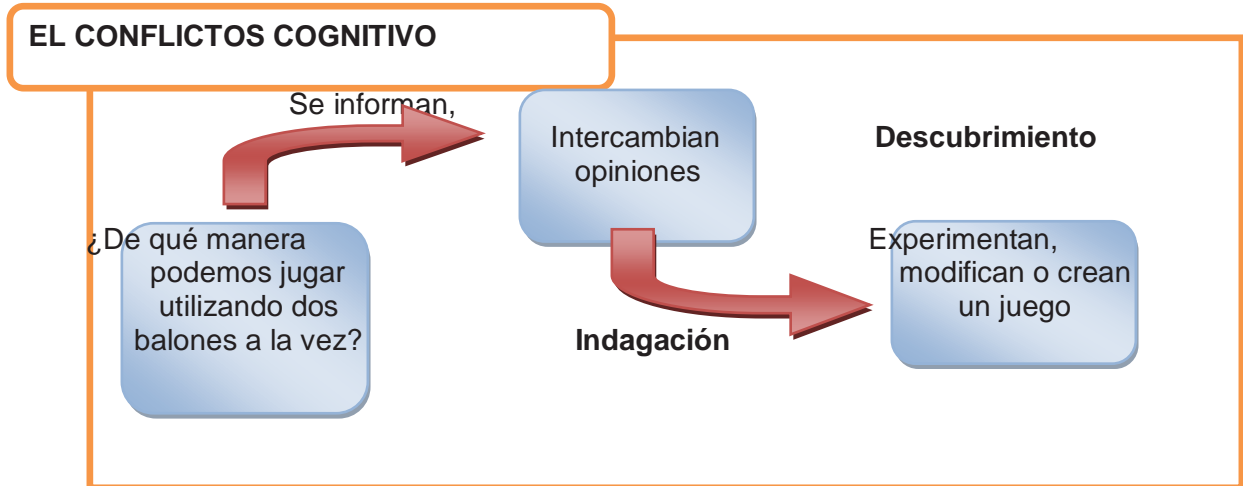 EL CONFLICTOS COGNITIVO
Se informan,
¿De qué manera
podemos jugar
utilizando dos
balones a la vez?
Intercambian
opiniones
Indagación
Descubrimiento
Experimentan,
modifican o crean
un juego